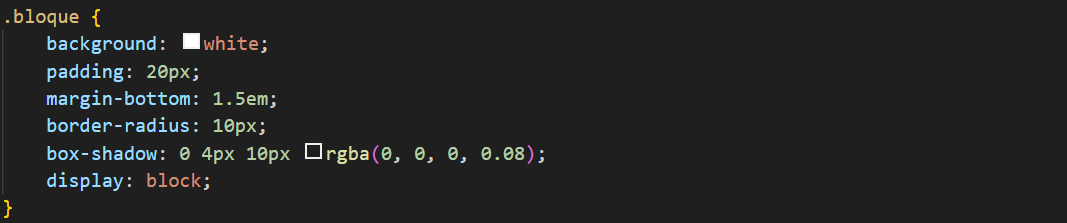 .bloque {
    background: white;
    padding: 20px;
    margin-bottom: 1.5em;
    border-radius: 10px;
    box-shadow: 0 4px 10px rgba(0, 0, 0, 0.08);
    display: block;
}